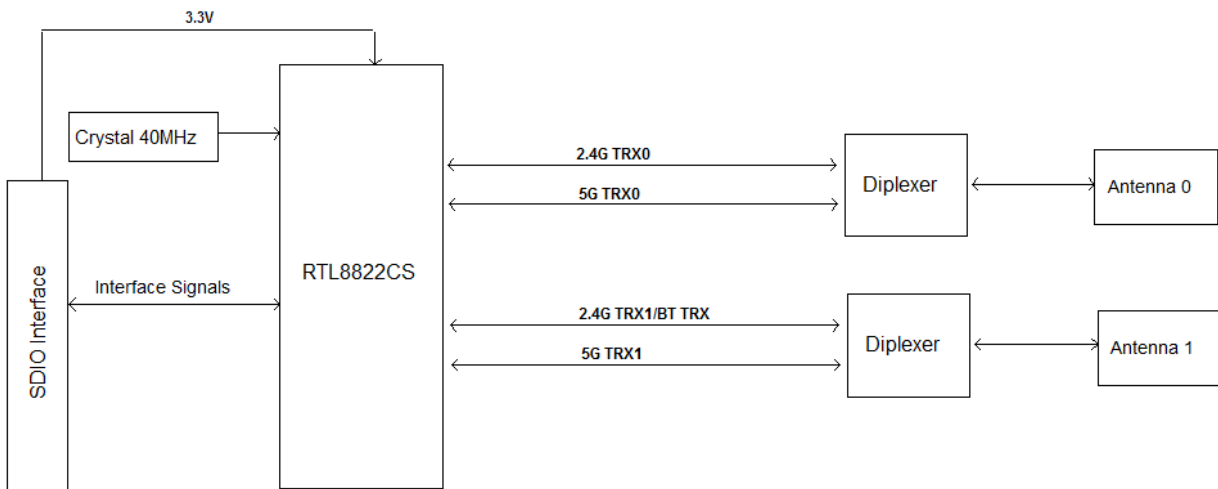 3.3V
Crystal 40MHz
2.4G TRX0
5G TRX0
Diplexer
Antenna 0
SDIO Interface
Interface Signals
RTL8822CS
2.4G TRX1/BT TRX
5G TRX1
Diplexer
Antenna 1